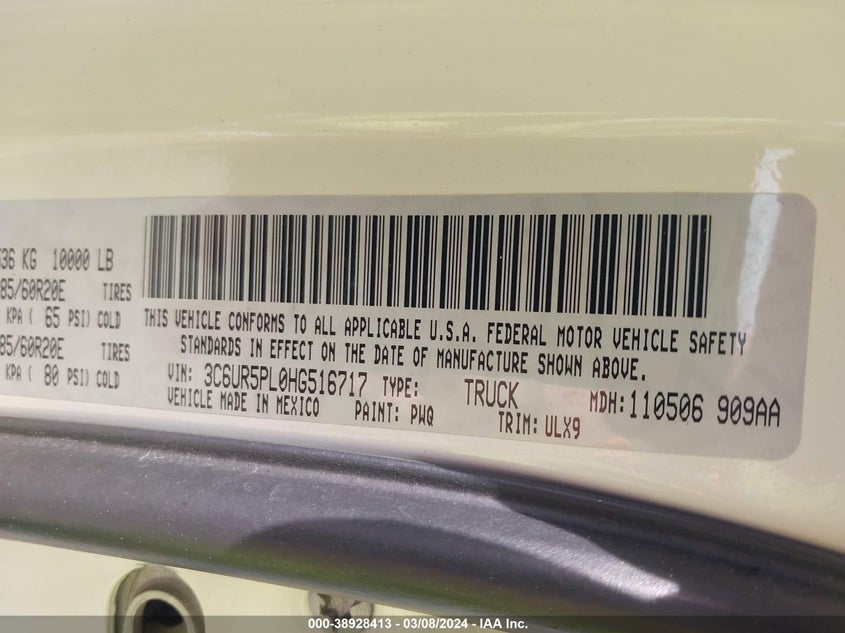 536 KG 10000 LB
85/60R20E TIRES
KPA ( 65 PSI) COLD
85/60R20E TIRES
KPA ( 80 PSI) COLD
THIS VEHICLE CONFORMS TO ALL APPLICABLE U.S.A. FEDERAL MOTOR VEHICLE SAFETY
STANDARDS IN EFFECT ON THE DATE OF MANUFACTURE SHOWN ABOVE.
VIN: 3C6UR5PL0HG516717 TYPE: TRUCK MDH:110506 909AA
VEHICLE MADE IN MEXICO PAINT: PWQ TRIM: ULX9
000-38928413 - 03/08/2024 - IAA Inc.